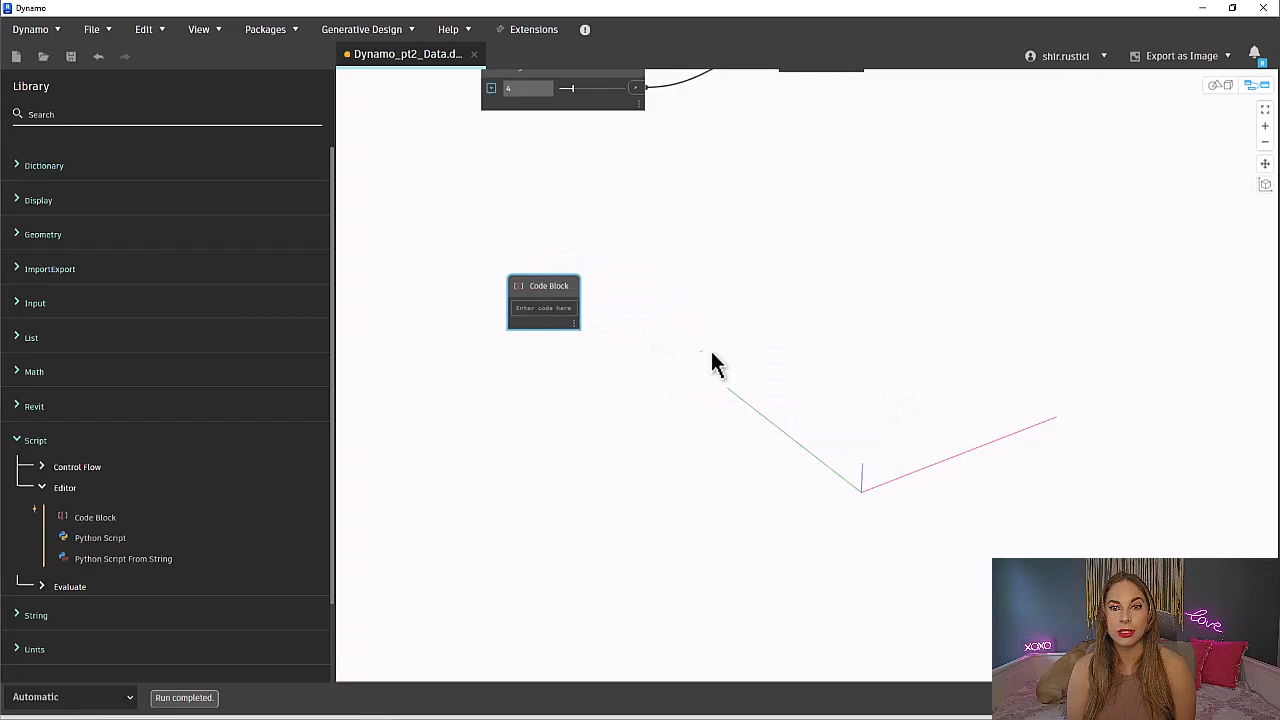 Dynamo
Dynamo File Edit View Packages Generative Design Help Extensions
Dynamo_pt2_Data.d...
shir.rustici Export as Image
Library
Search
Dictionary
Display
Geometry
ImportExport
Input
List
Math
Revit
Script
Control Flow
Editor
Code Block
Python Script
Python Script From String
Evaluate
String
Units
4
Code Block
Enter code here
XOXO
love
Automatic
Run completed.